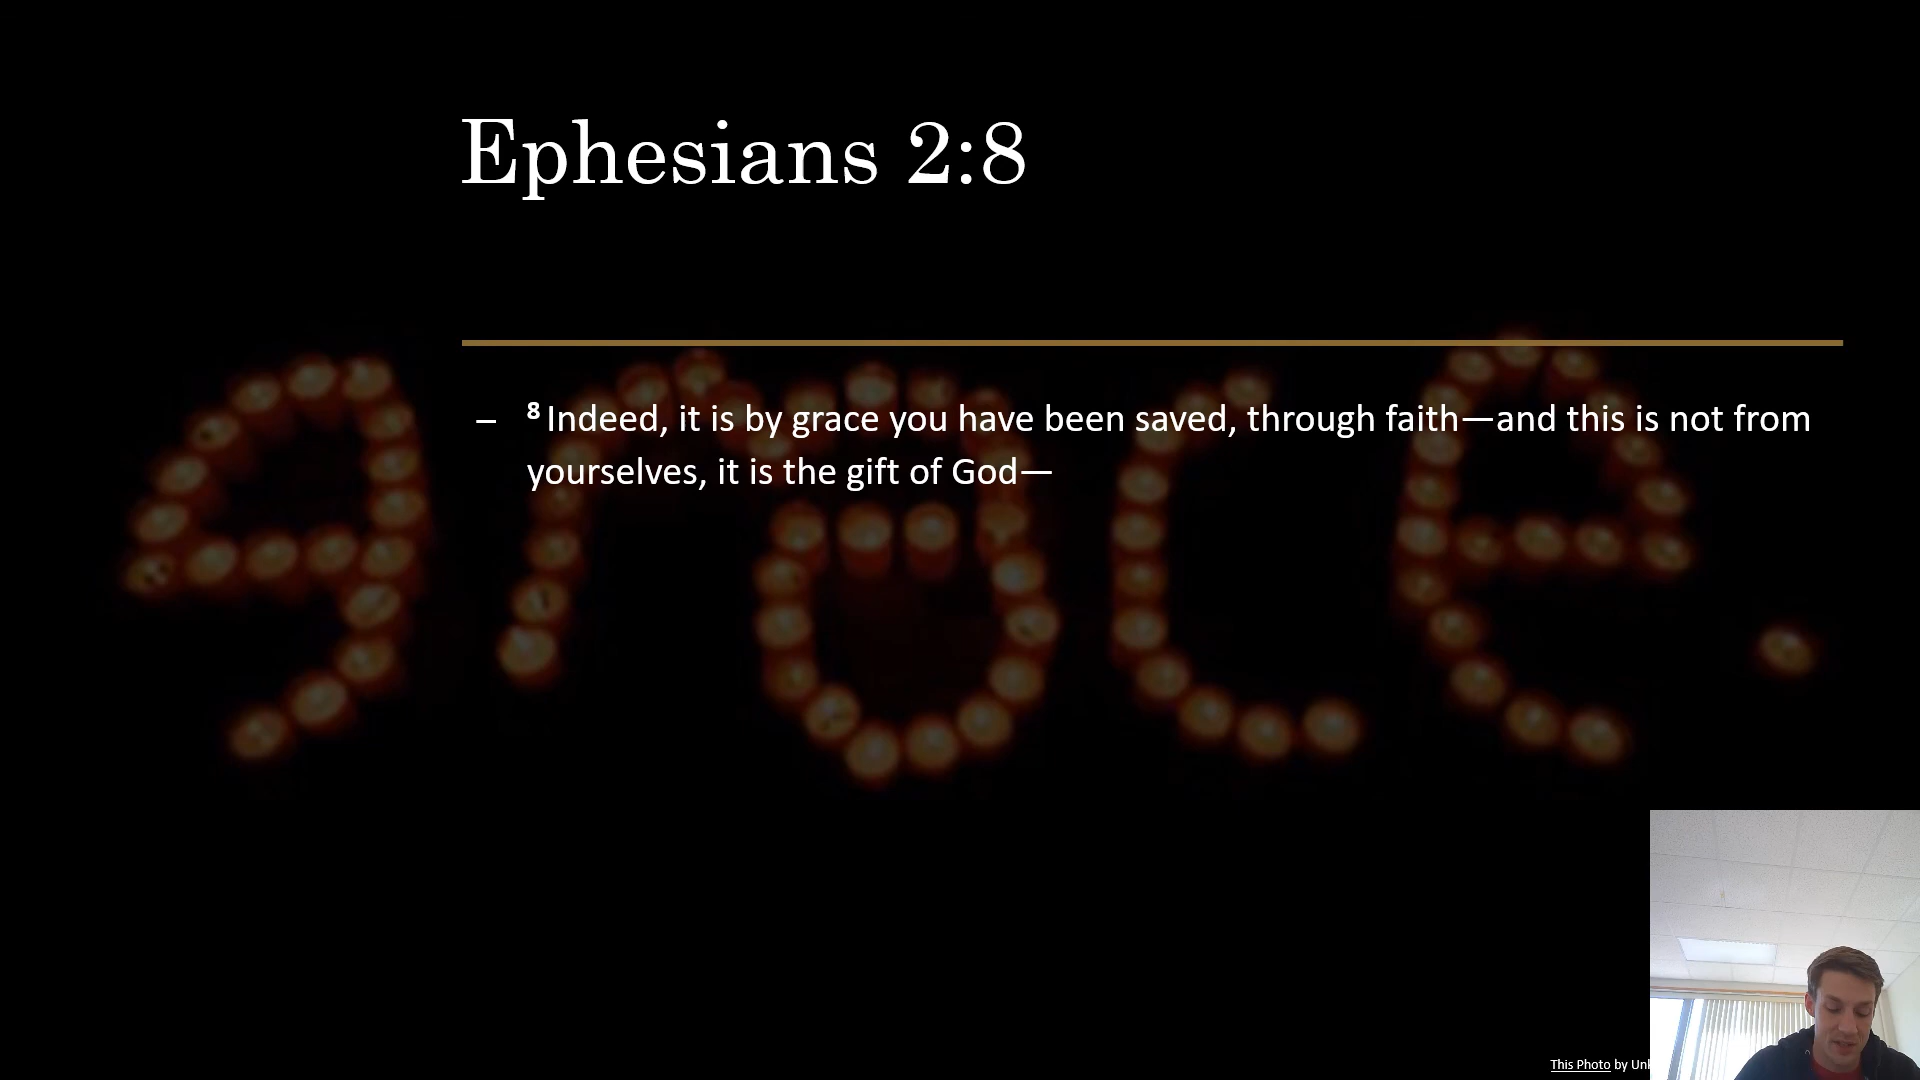 Ephesians 2:8
– ⁸ Indeed, it is by grace you have been saved, through faith—and this is not from
yourselves, it is the gift of God—
grace.
This Photo by